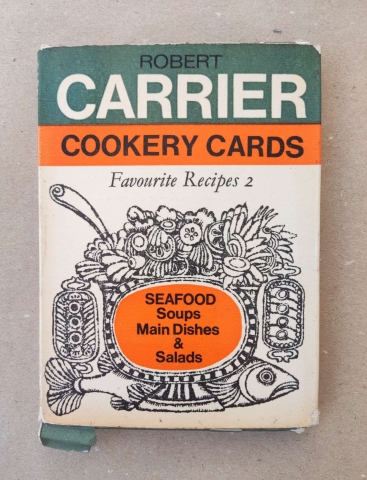 ROBERT
CARRIER
COOKERY CARDS
Favourite Recipes 2
SEAFOOD
Soups
Main Dishes
&
Salads